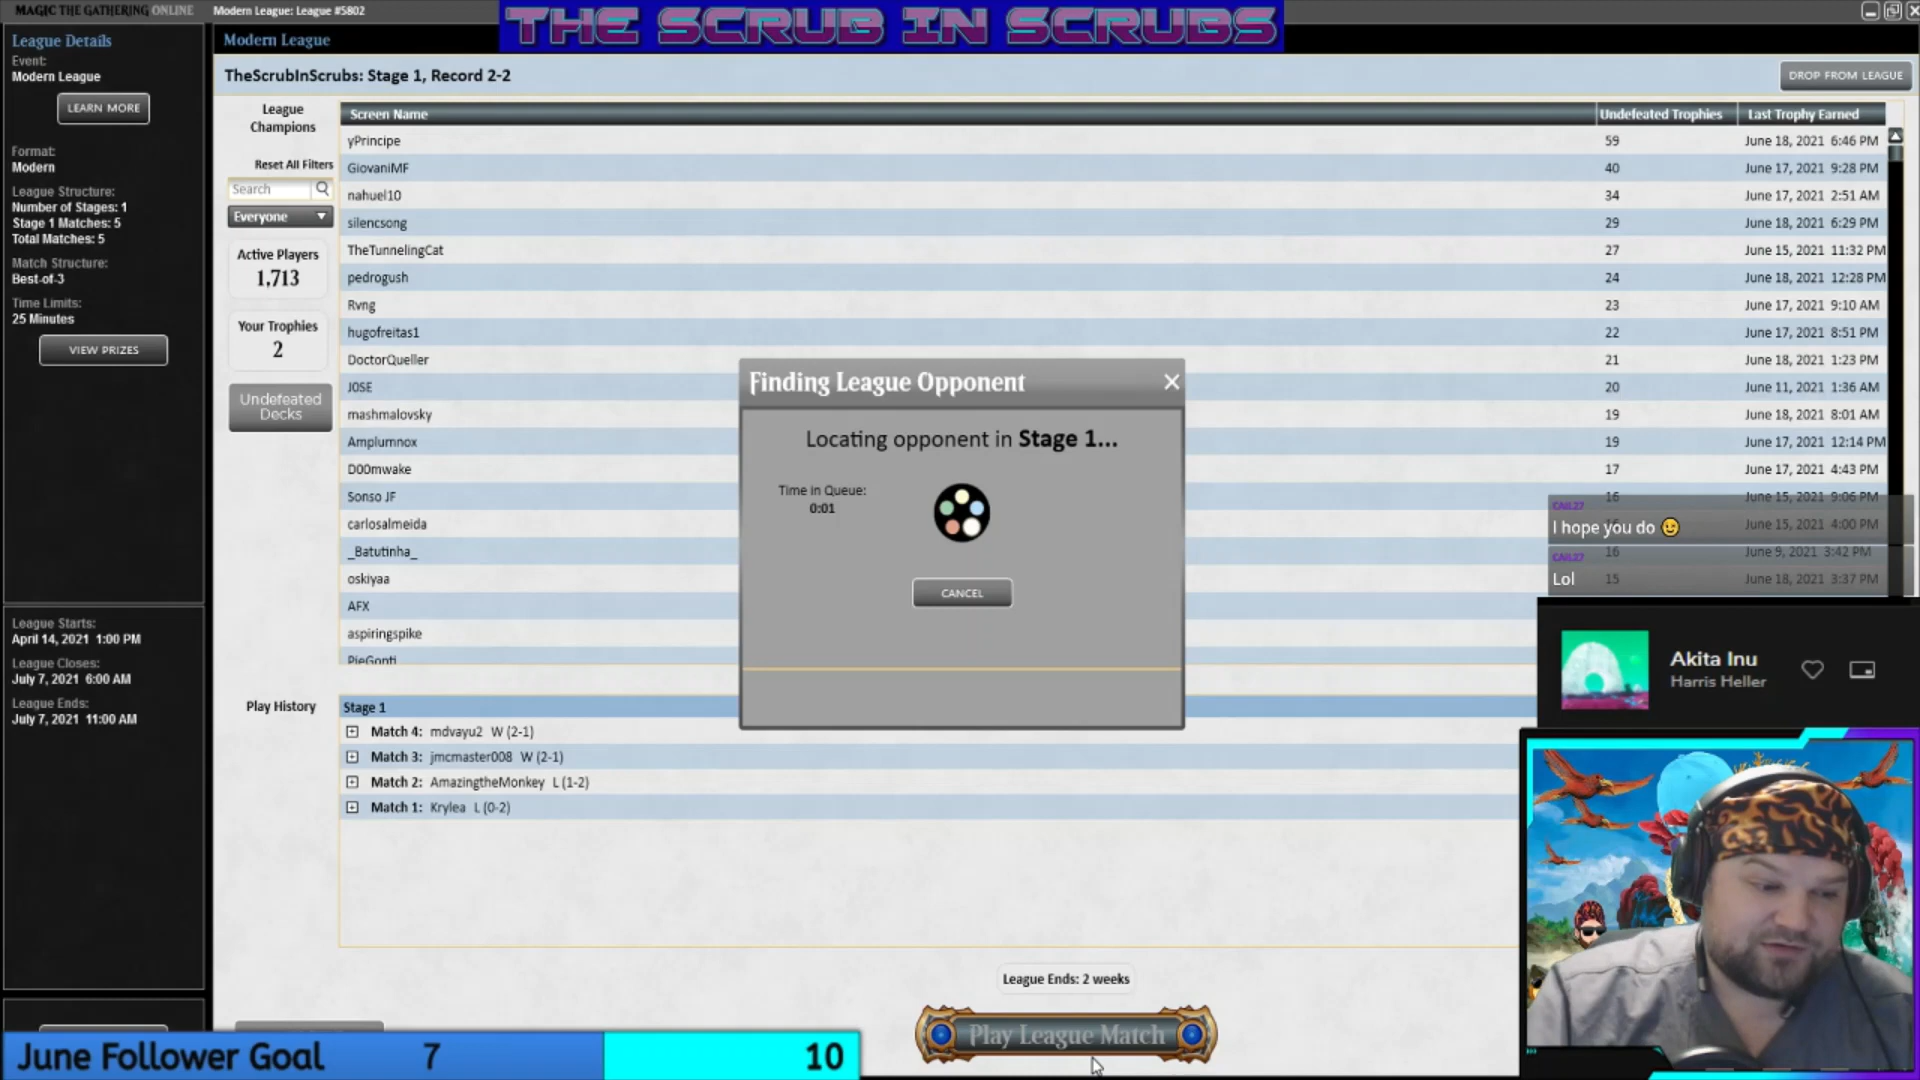 MAGIC THE GATHERING ONLINE
Modern League: League #5802
THE SCRUB IN SCRUBS
League Details
Event:
Modern League
LEARN MORE
Format:
Modern
League Structure:
Number of Stages: 1
Stage 1 Matches: 5
Total Matches: 5
Match Structure:
Best-of-3
Time Limits:
25 Minutes
VIEW PRIZES
League Starts:
April 14, 2021 1:00 PM
League Closes:
July 7, 2021 6:00 AM
League Ends:
July 7, 2021 11:00 AM
Modern League
TheScrubInScrubs: Stage 1, Record 2-2
DROP FROM LEAGUE
League
Champions
Reset All Filters
Search
Everyone
Active Players
1,713
Your Trophies
2
Undefeated
Decks
Screen Name Undefeated Trophies Last Trophy Earned
yPrincipe 59 June 18, 2021 6:46 PM
GiovaniMF 40 June 17, 2021 9:28 PM
nahuel10 34 June 17, 2021 2:51 AM
silencsong 29 June 18, 2021 6:29 PM
TheTunnelingCat 27 June 15, 2021 11:32 PM
pedrogush 24 June 18, 2021 12:28 PM
Rvng 23 June 17, 2021 9:10 AM
hugofreitas1 22 June 17, 2021 8:51 PM
DoctorQueller 21 June 18, 2021 1:23 PM
J0SE 20 June 11, 2021 1:36 AM
mashmalovsky 19 June 18, 2021 8:01 AM
Amplumnox 19 June 17, 2021 12:14 PM
D00mwake 17 June 17, 2021 4:43 PM
Sonso JF 16 June 15, 2021 9:06 PM
carlosalmeida 16 June 15, 2021 4:00 PM
_Batutinha_ 16 June 9, 2021 3:42 PM
oskiyaa 15 June 18, 2021 3:37 PM
AFX
aspiringspike
PieGonti
Finding League Opponent
Locating opponent in Stage 1...
Time in Queue:
0:01
CANCEL
CAIL27
I hope you do 😉
CAIL27
Lol
Akita Inu
Harris Heller
Play History
Stage 1
Match 4: mdvayu2 W (2-1)
Match 3: jmcmaster008 W (2-1)
Match 2: AmazingtheMonkey L (1-2)
Match 1: Krylea L (0-2)
League Ends: 2 weeks
Play League Match
June Follower Goal 7 10